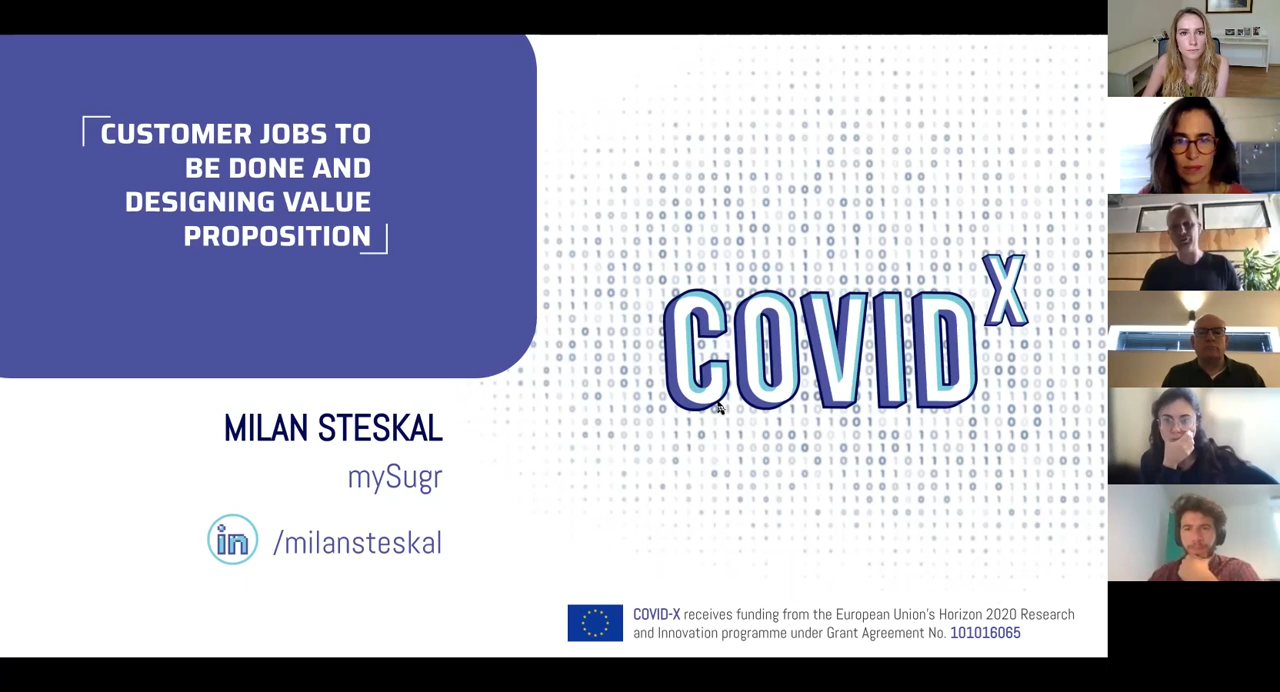 CUSTOMER JOBS TO
BE DONE AND
DESIGNING VALUE
PROPOSITION
COVIDX
MILAN STESKAL
mySugr
in /milansteskal
COVID-X receives funding from the European Union's Horizon 2020 Research
and Innovation programme under Grant Agreement No. 101016065